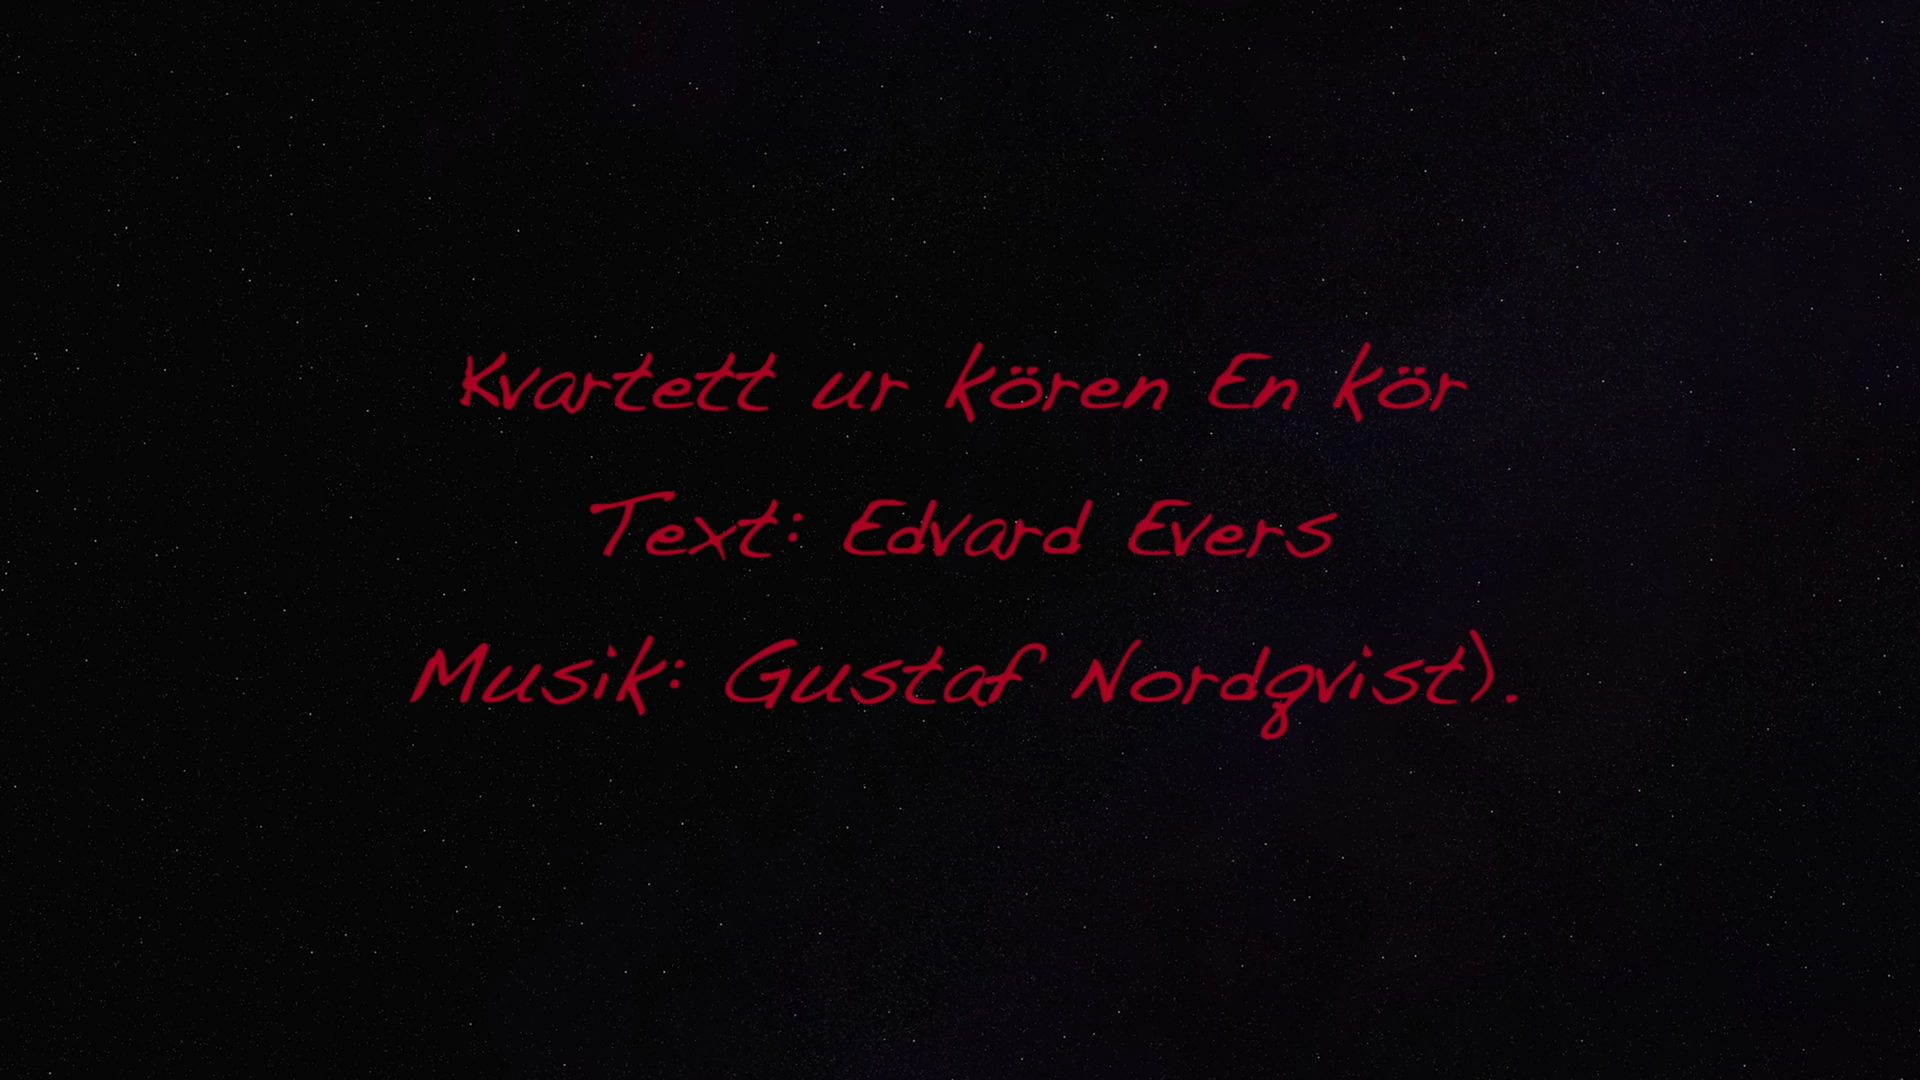 Kvartett ur kören En kör
Text: Edvard Evers
Musik: Gustaf Nordqvist).